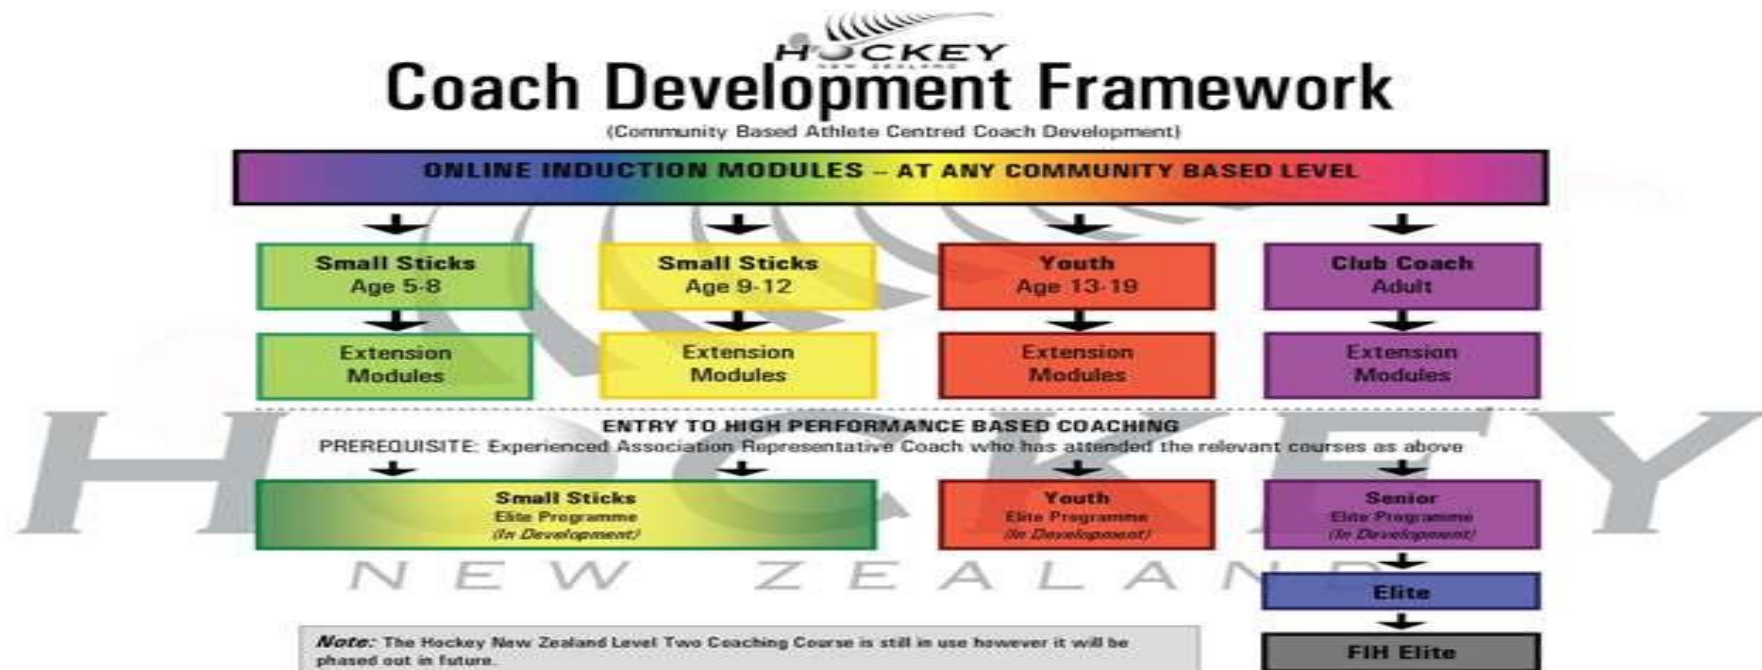 HOCKEY
NEW ZEALAND
Coach Development Framework
(Community Based Athlete Centred Coach Development)
ONLINE INDUCTION MODULES – AT ANY COMMUNITY BASED LEVEL
Small Sticks
Age 5-8
Small Sticks
Age 9-12
Youth
Age 13-19
Club Coach
Adult
Extension
Modules
Extension
Modules
Extension
Modules
Extension
Modules
ENTRY TO HIGH PERFORMANCE BASED COACHING
PREREQUISITE: Experienced Association Representative Coach who has attended the relevant courses as above
Small Sticks
Elite Programme
(In Development)
Youth
Elite Programme
(In Development)
Senior
Elite Programme
(In Development)
Elite
FIH Elite
HOCKEY
NEW ZEALAND
Note: The Hockey New Zealand Level Two Coaching Course is still in use however it will be
phased out in future.